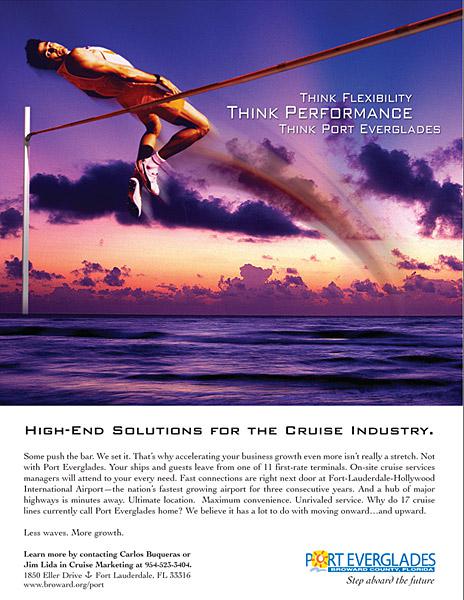 THINK FLEXIBILITY
THINK PERFORMANCE
THINK PORT EVERGLADES
HIGH-END SOLUTIONS FOR THE CRUISE INDUSTRY.
Some push the bar. We set it. That's why accelerating your business growth even more isn't really a stretch. Not
with Port Everglades. Your ships and guests leave from one of 11 first-rate terminals. On-site cruise services
managers will attend to your every need. Fast connections are right next door at Fort-Lauderdale-Hollywood
International Airport—the nation's fastest growing airport for three consecutive years. And a hub of major
highways is minutes away. Ultimate location. Maximum convenience. Unrivaled service. Why do 17 cruise
lines currently call Port Everglades home? We believe it has a lot to do with moving onward…and upward.
Less waves. More growth.
Learn more by contacting Carlos Buqueras or
Jim Lida in Cruise Marketing at 954-523-3404.
1850 Eller Drive ⚓ Fort Lauderdale, FL 33316
www.broward.org/port
PORT EVERGLADES
BROWARD COUNTY, FLORIDA
Step aboard the future